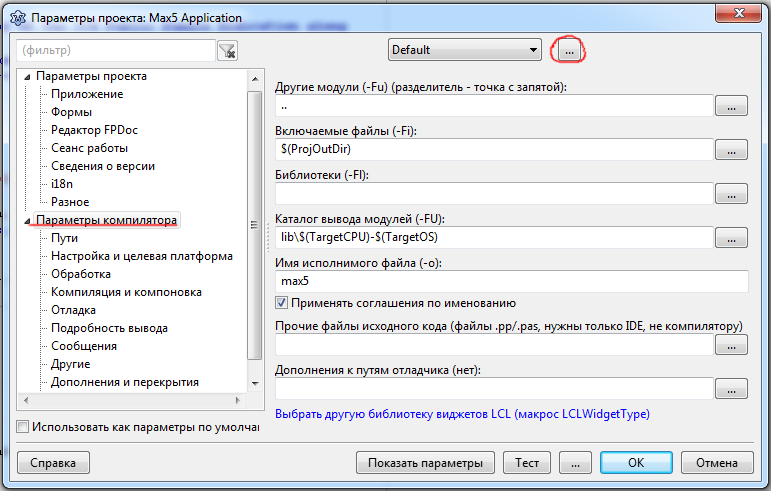 Параметры проекта: Max5 Application
(фильтр)
Default
...
Параметры проекта
Приложение
Формы
Редактор FPDoc
Сеанс работы
Сведения о версии
i18n
Разное
Параметры компилятора
Пути
Настройка и целевая платформа
Обработка
Компиляция и компоновка
Отладка
Подробность вывода
Сообщения
Другие
Дополнения и перекрытия
Использовать как параметры по умолчан
Другие модули (-Fu) (разделитель - точка с запятой):
..
...
Включаемые файлы (-Fi):
$(ProjOutDir)
...
Библиотеки (-Fl):
...
Каталог вывода модулей (-FU):
lib\$(TargetCPU)-$(TargetOS)
...
Имя исполнимого файла (-o):
max5
Применять соглашения по именованию
Прочие файлы исходного кода (файлы .pp/.pas, нужны только IDE, не компилятору)
...
Дополнения к путям отладчика (нет):
...
Выбрать другую библиотеку виджетов LCL (макрос LCLWidgetType)
Справка
Показать параметры
Тест
...
OK
Отмена